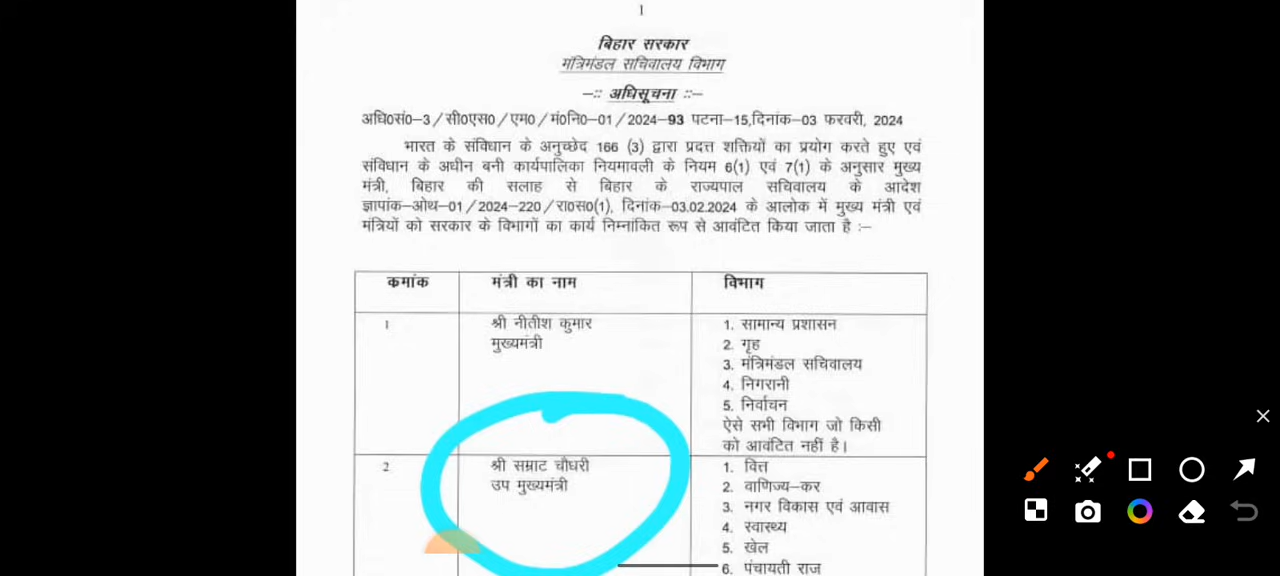 1
बिहार सरकार
मंत्रिमंडल सचिवालय विभाग
–:: अधिसूचना ::–
अधि0सं0–3 / सी0एस0 / एम0 / मं0नि0–01 / 2024–93 पटना–15,दिनांक–03 फरवरी, 2024
भारत के संविधान के अनुच्छेद 166 (3) द्वारा प्रदत्त शक्तियों का प्रयोग करते हुए एवं
संविधान के अधीन बनी कार्यपालिका नियमावली के नियम 6(1) एवं 7(1) के अनुसार मुख्य
मंत्री, बिहार की सलाह से बिहार के राज्यपाल सचिवालय के आदेश
ज्ञापांक–ओथ–01 / 2024–220 / रा0स0(1), दिनांक–03.02.2024 के आलोक में मुख्य मंत्री एवं
मंत्रियों को सरकार के विभागों का कार्य निम्नांकित रूप से आवंटित किया जाता है :–
कमांक मंत्री का नाम विभाग
1 श्री नीतीश कुमार 1. सामान्य प्रशासन
मुख्यमंत्री 2. गृह
3. मंत्रिमंडल सचिवालय
4. निगरानी
5. निर्वाचन
ऐसे सभी विभाग जो किसी
को आवंटित नहीं है।
2 श्री सम्राट चौधरी 1. वित्त
उप मुख्यमंत्री 2. वाणिज्य–कर
3. नगर विकास एवं आवास
4. स्वास्थ्य
5. खेल
6. पंचायती राज